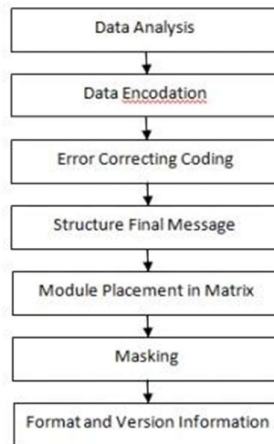 Data Analysis
Data Encodation
Error Correcting Coding
Structure Final Message
Module Placement in Matrix
Masking
Format and Version Information